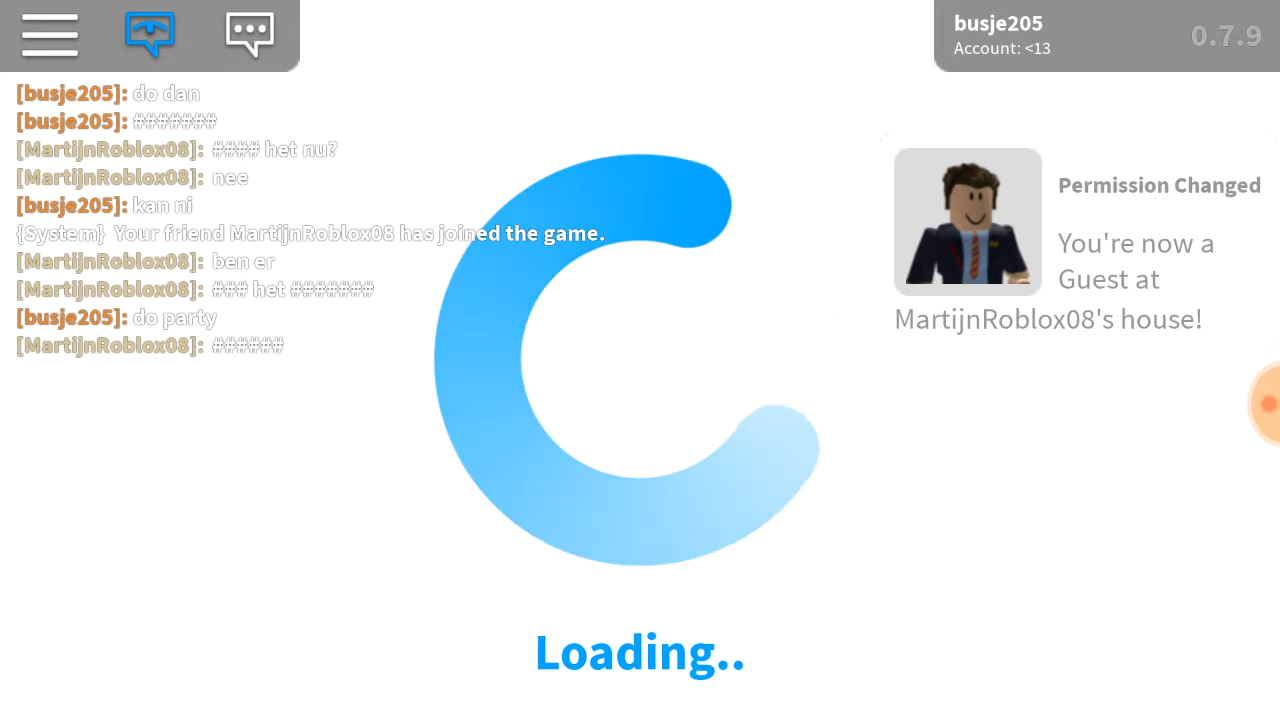 busje205
Account: <13
0.7.9
[busje205]: do dan
[busje205]: #######
[MartijnRoblox08]: #### het nu?
[MartijnRoblox08]: nee
[busje205]: kan ni
{System} Your friend MartijnRoblox08 has joined the game.
[MartijnRoblox08]: ben er
[MartijnRoblox08]: ### het #######
[busje205]: do party
[MartijnRoblox08]: ######
Permission Changed
You're now a
Guest at
MartijnRoblox08's house!
Loading..